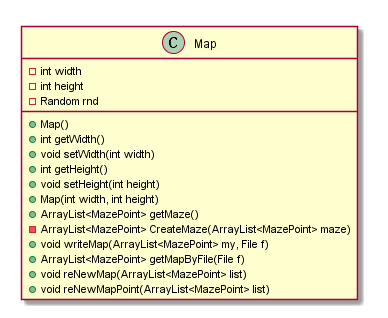 C Map
int width
int height
Random rnd
Map()
int getWidth()
void setWidth(int width)
int getHeight()
void setHeight(int height)
Map(int width, int height)
ArrayList<MazePoint> getMaze()
ArrayList<MazePoint> CreateMaze(ArrayList<MazePoint> maze)
void writeMap(ArrayList<MazePoint> my, File f)
ArrayList<MazePoint> getMapByFile(File f)
void reNewMap(ArrayList<MazePoint> list)
void reNewMapPoint(ArrayList<MazePoint> list)